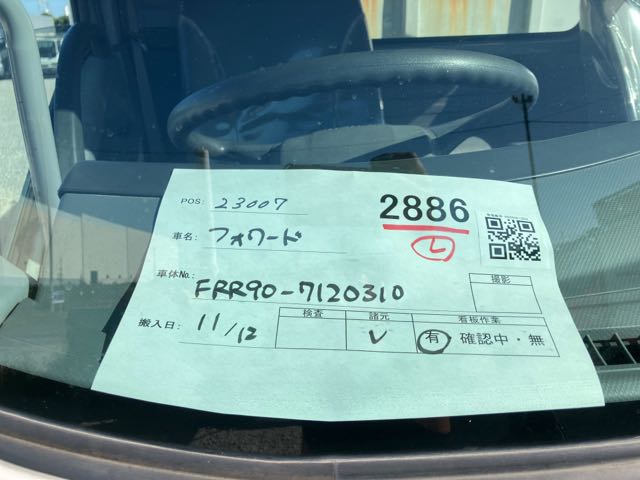 POS: 23007
2886
L
車名: フォワード
車体No. FRR90-7120310
撮影
搬入日: 11/12
検査 諸元 看板作業
レ 有 確認中・無